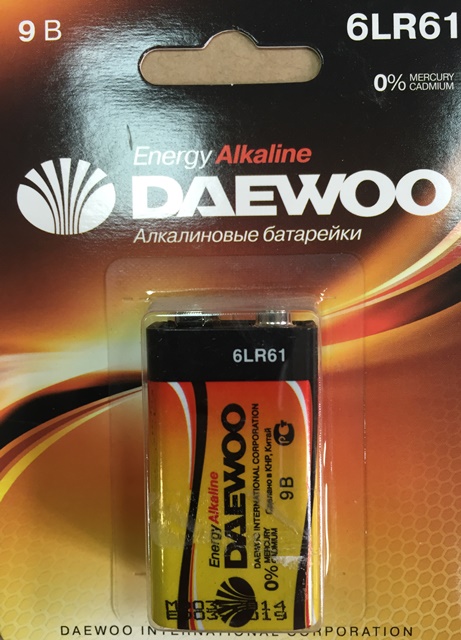 9 В
6LR61
0% MERCURY
CADMIUM
Energy Alkaline
DAEWOO
Алкалиновые батарейки
6LR61
Energy Alkaline
DAEWOO
DAEWOO INTERNATIONAL CORPORATION
0% MERCURY
CADMIUM
Сделано в КНР, Китай
9 В
DAEWOO INTERNATIONAL CORPORATION